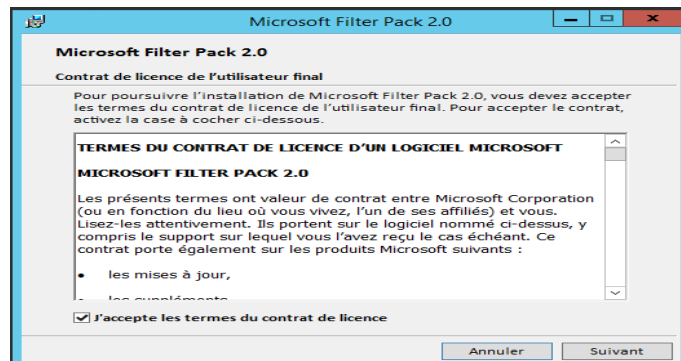 Microsoft Filter Pack 2.0
Microsoft Filter Pack 2.0
Contrat de licence de l'utilisateur final
Pour poursuivre l'installation de Microsoft Filter Pack 2.0, vous devez accepter
les termes du contrat de licence de l'utilisateur final. Pour accepter le contrat,
activez la case à cocher ci-dessous.
TERMES DU CONTRAT DE LICENCE D'UN LOGICIEL MICROSOFT
MICROSOFT FILTER PACK 2.0
Les présents termes ont valeur de contrat entre Microsoft Corporation
(ou en fonction du lieu où vous vivez, l'un de ses affiliés) et vous.
Lisez-les attentivement. Ils portent sur le logiciel nommé ci-dessus, y
compris le support sur lequel vous l'avez reçu le cas échéant. Ce
contrat porte également sur les produits Microsoft suivants :
• les mises à jour,
• les suppléments
J'accepte les termes du contrat de licence
Annuler
Suivant